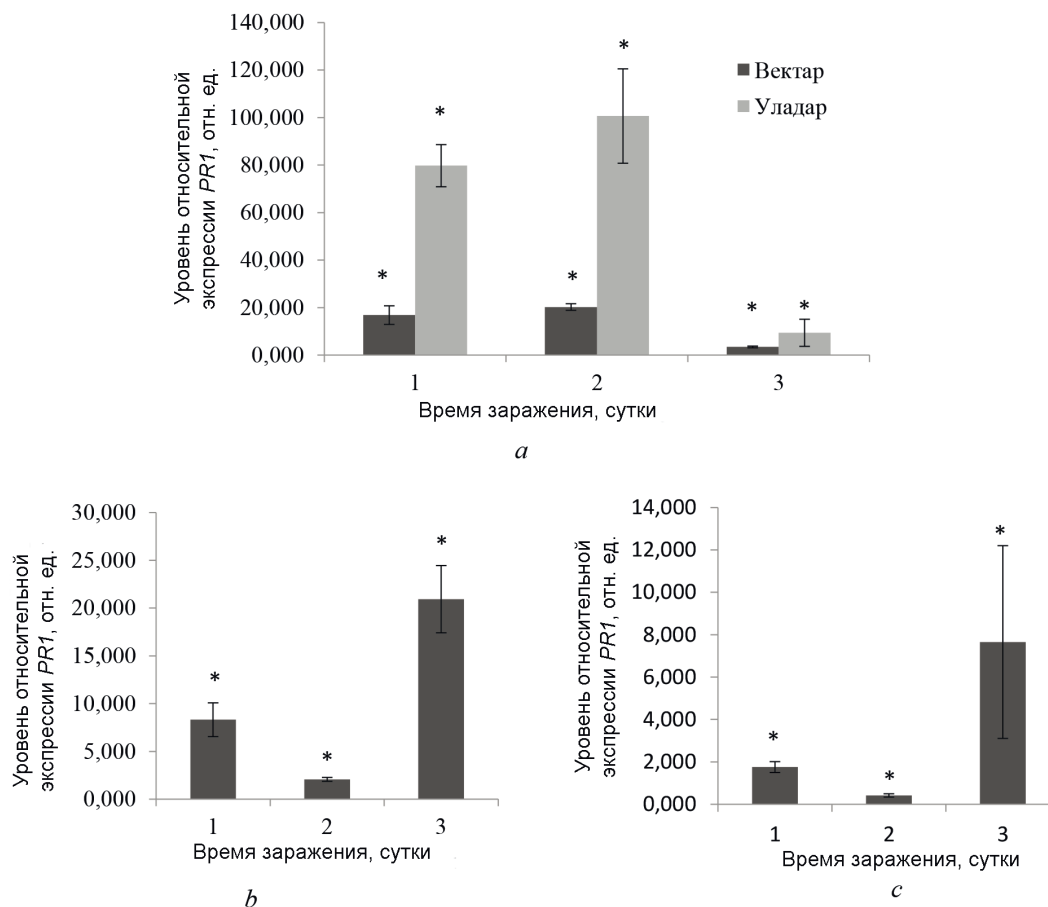 140,000
120,000
100,000
80,000
60,000
40,000
20,000
0,000
Уровень относительной
экспрессии PR1, отн. ед.
* * * * * *
Вектар
Уладар
1 2 3
Время заражения, сутки
a
30,000
25,000
20,000
15,000
10,000
5,000
0,000
Уровень относительной
экспрессии PR1, отн. ед.
* * *
1 2 3
Время заражения, сутки
b
14,000
12,000
10,000
8,000
6,000
4,000
2,000
0,000
Уровень относительной
экспрессии PR1, отн. ед.
* * *
1 2 3
Время заражения, сутки
c